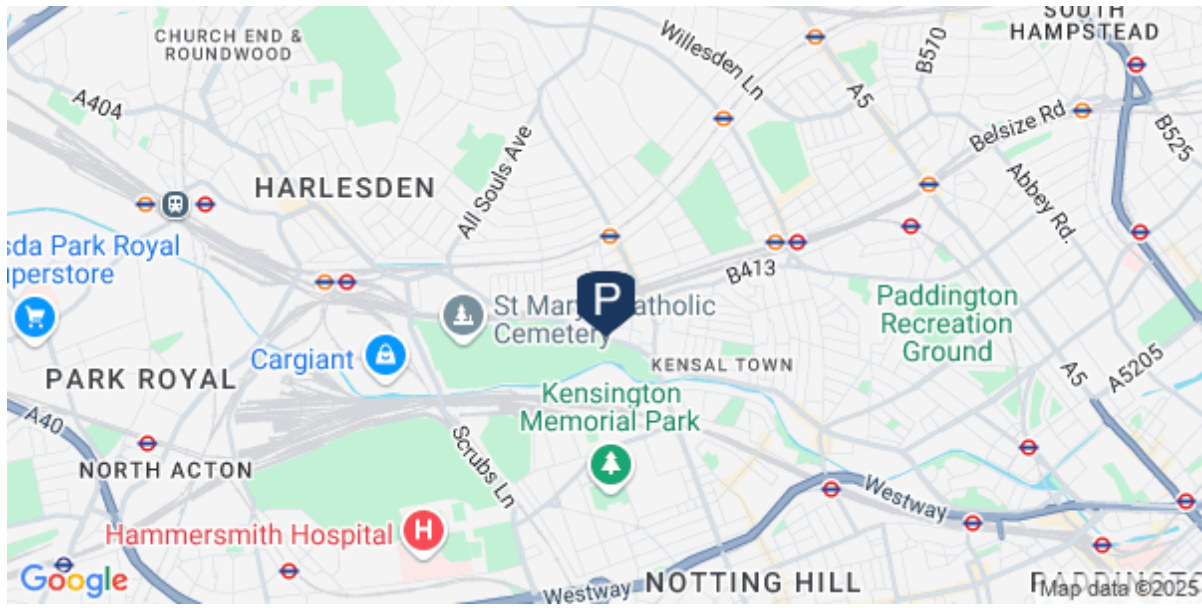 SOUTH
HAMPSTEAD
CHURCH END &
ROUNDWOOD
Willesden Ln
B570
A5
A404
Belsize Rd
B525
All Souls Ave
HARLESDEN
Abbey Rd.
sda Park Royal
uperstore
B413
P
St Mary
atholic
Cemetery
Paddington
Recreation
Ground
Cargiant
KENSAL TOWN
A5
A5205
PARK ROYAL
Kensington
Memorial Park
A40
Scrubs Ln
NORTH ACTON
Westway
Hammersmith Hospital
H
Google
Westway
NOTTING HILL
Map data ©2025